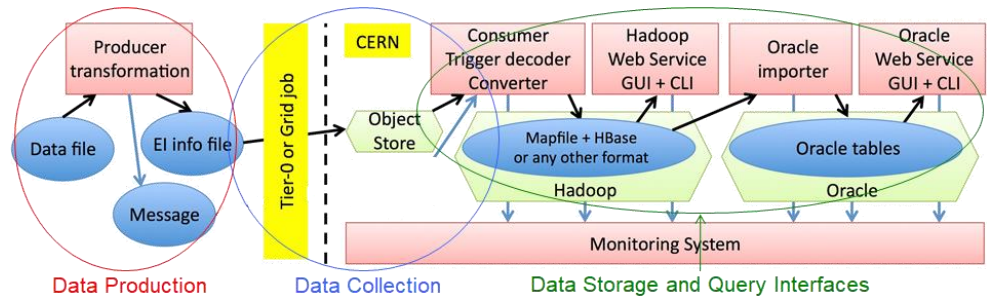 Producer
transformation
Data file
EI info file
Message
Tier-0 or Grid job
CERN
Object
Store
Consumer
Trigger decoder
Converter
Hadoop
Web Service
GUI + CLI
Oracle
importer
Oracle
Web Service
GUI + CLI
Mapfile + HBase
or any other format
Hadoop
Oracle tables
Oracle
Monitoring System
Data Production
Data Collection
Data Storage and Query Interfaces